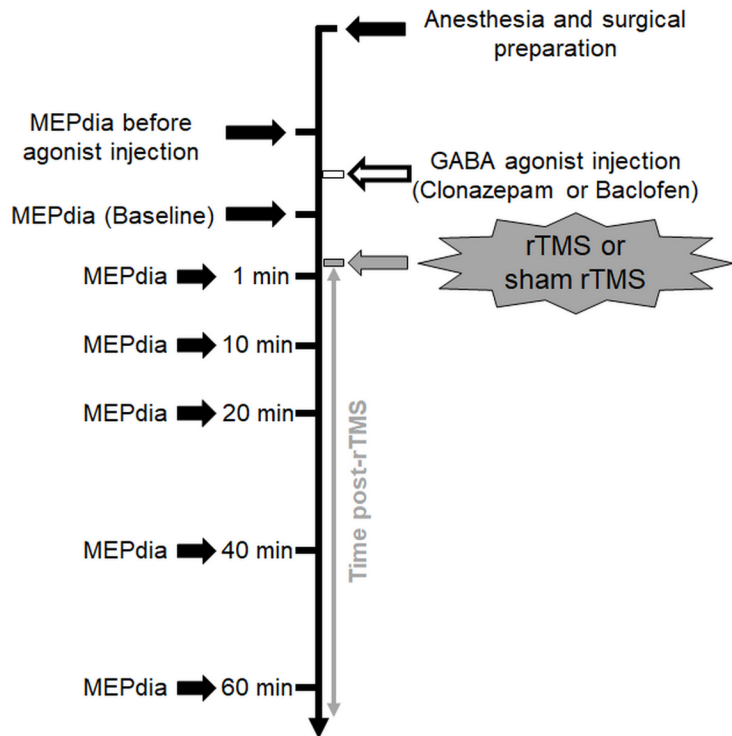 Anesthesia and surgical
preparation
MEPdia before
agonist injection
GABA agonist injection
(Clonazepam or Baclofen)
MEPdia (Baseline)
rTMS or
sham rTMS
MEPdia 1 min
MEPdia 10 min
MEPdia 20 min
Time post-rTMS
MEPdia 40 min
MEPdia 60 min